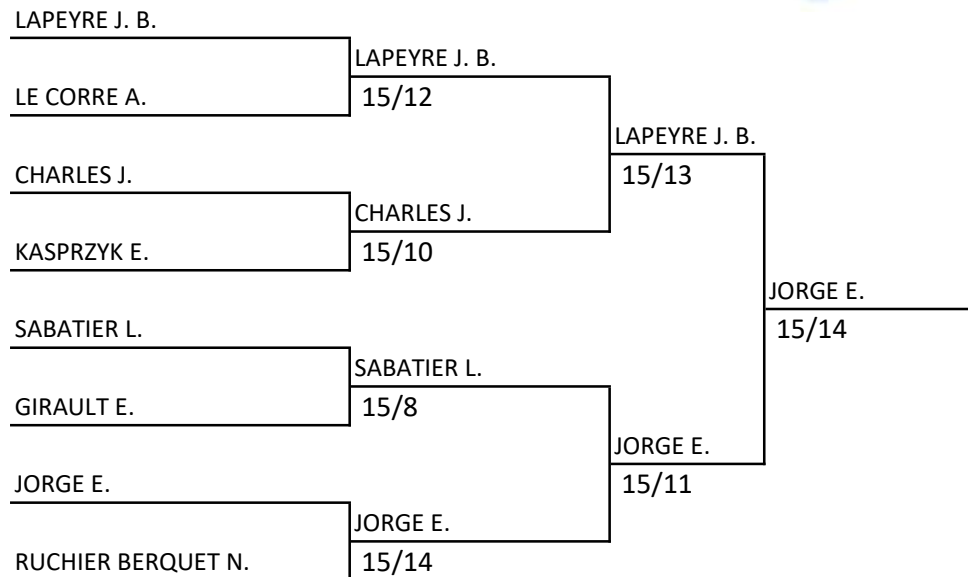 LAPEYRE J. B.
LAPEYRE J. B.
LE CORRE A.
15/12
LAPEYRE J. B.
CHARLES J.
15/13
CHARLES J.
KASPRZYK E.
15/10
JORGE E.
SABATIER L.
15/14
SABATIER L.
GIRAULT E.
15/8
JORGE E.
JORGE E.
15/11
JORGE E.
RUCHIER BERQUET N.
15/14